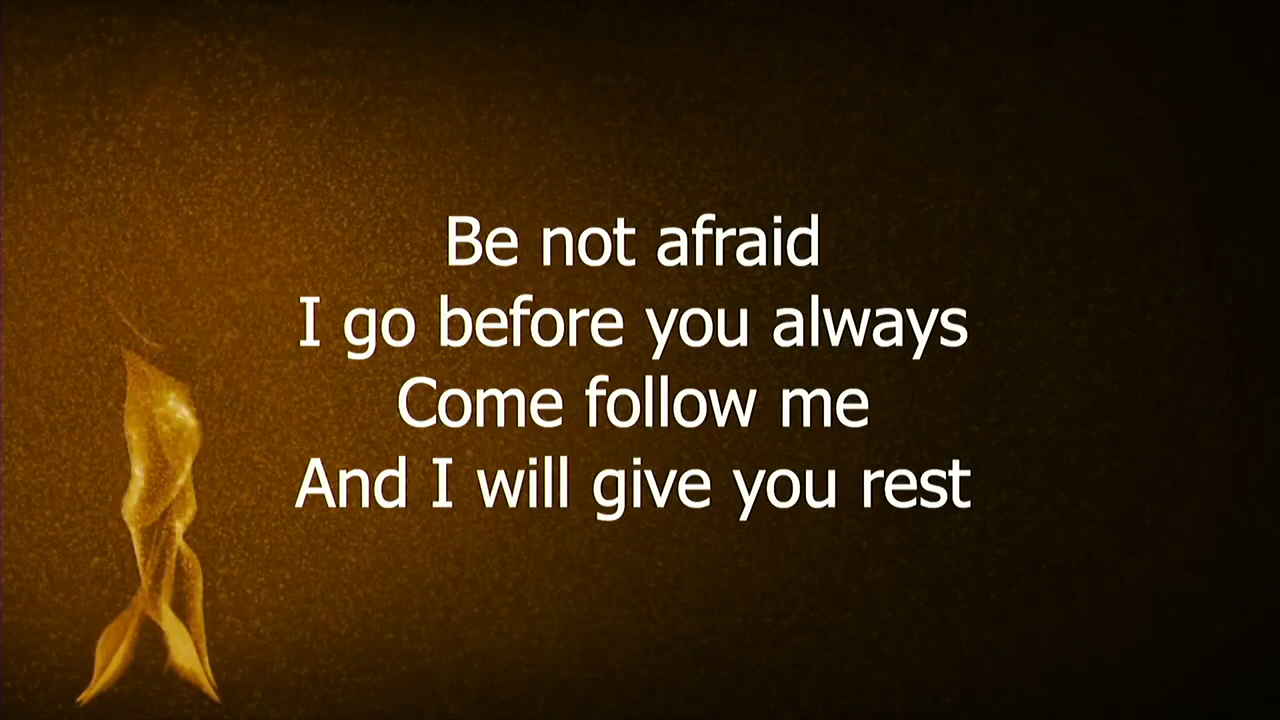 Be not afraid
I go before you always
Come follow me
And I will give you rest